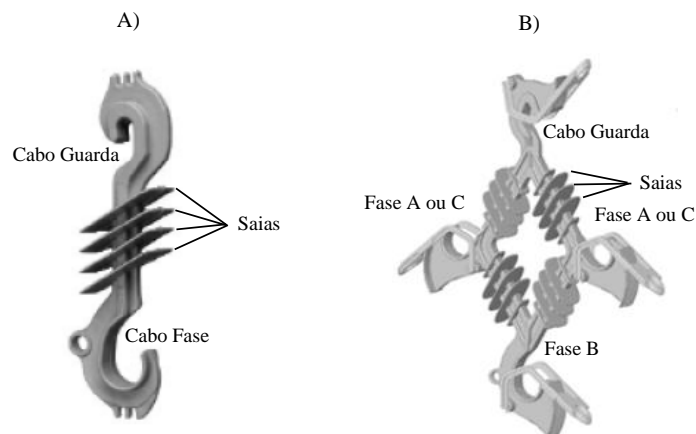 A)
B)
Cabo Guarda
Saias
Cabo Fase
Cabo Guarda
Saias
Fase A ou C
Fase A ou C
Fase B